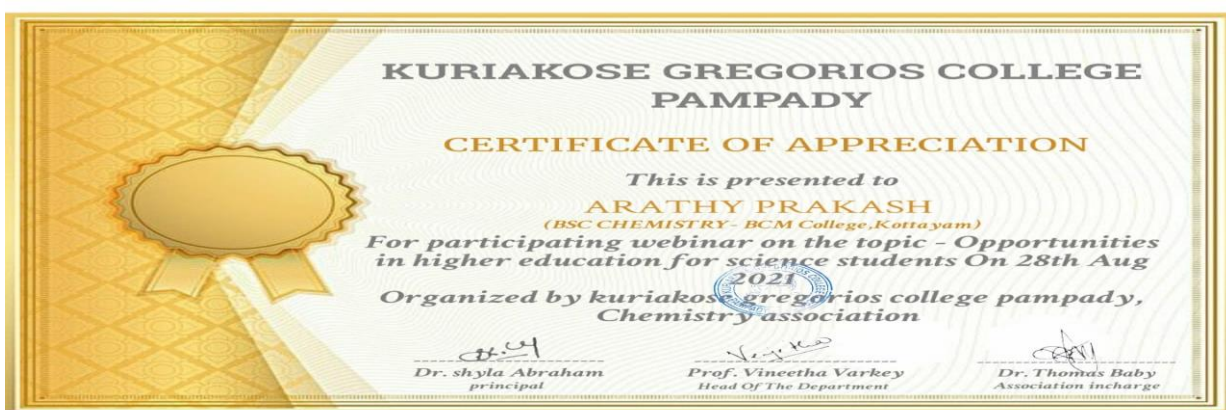 KURIAKOSE GREGORIOS COLLEGE
PAMPADY
CERTIFICATE OF APPRECIATION
This is presented to
ARATHY PRAKASH
(BSC CHEMISTRY- BCM College,Kottayam)
For participating webinar on the topic - Opportunities
in higher education for science students On 28th Aug
2021
Organized by kuriakose gregorios college pampady,
Chemistry association
Dr. shyla Abraham Prof. Vineetha Varkey Dr. Thomas Baby
principal Head Of The Department Association incharge